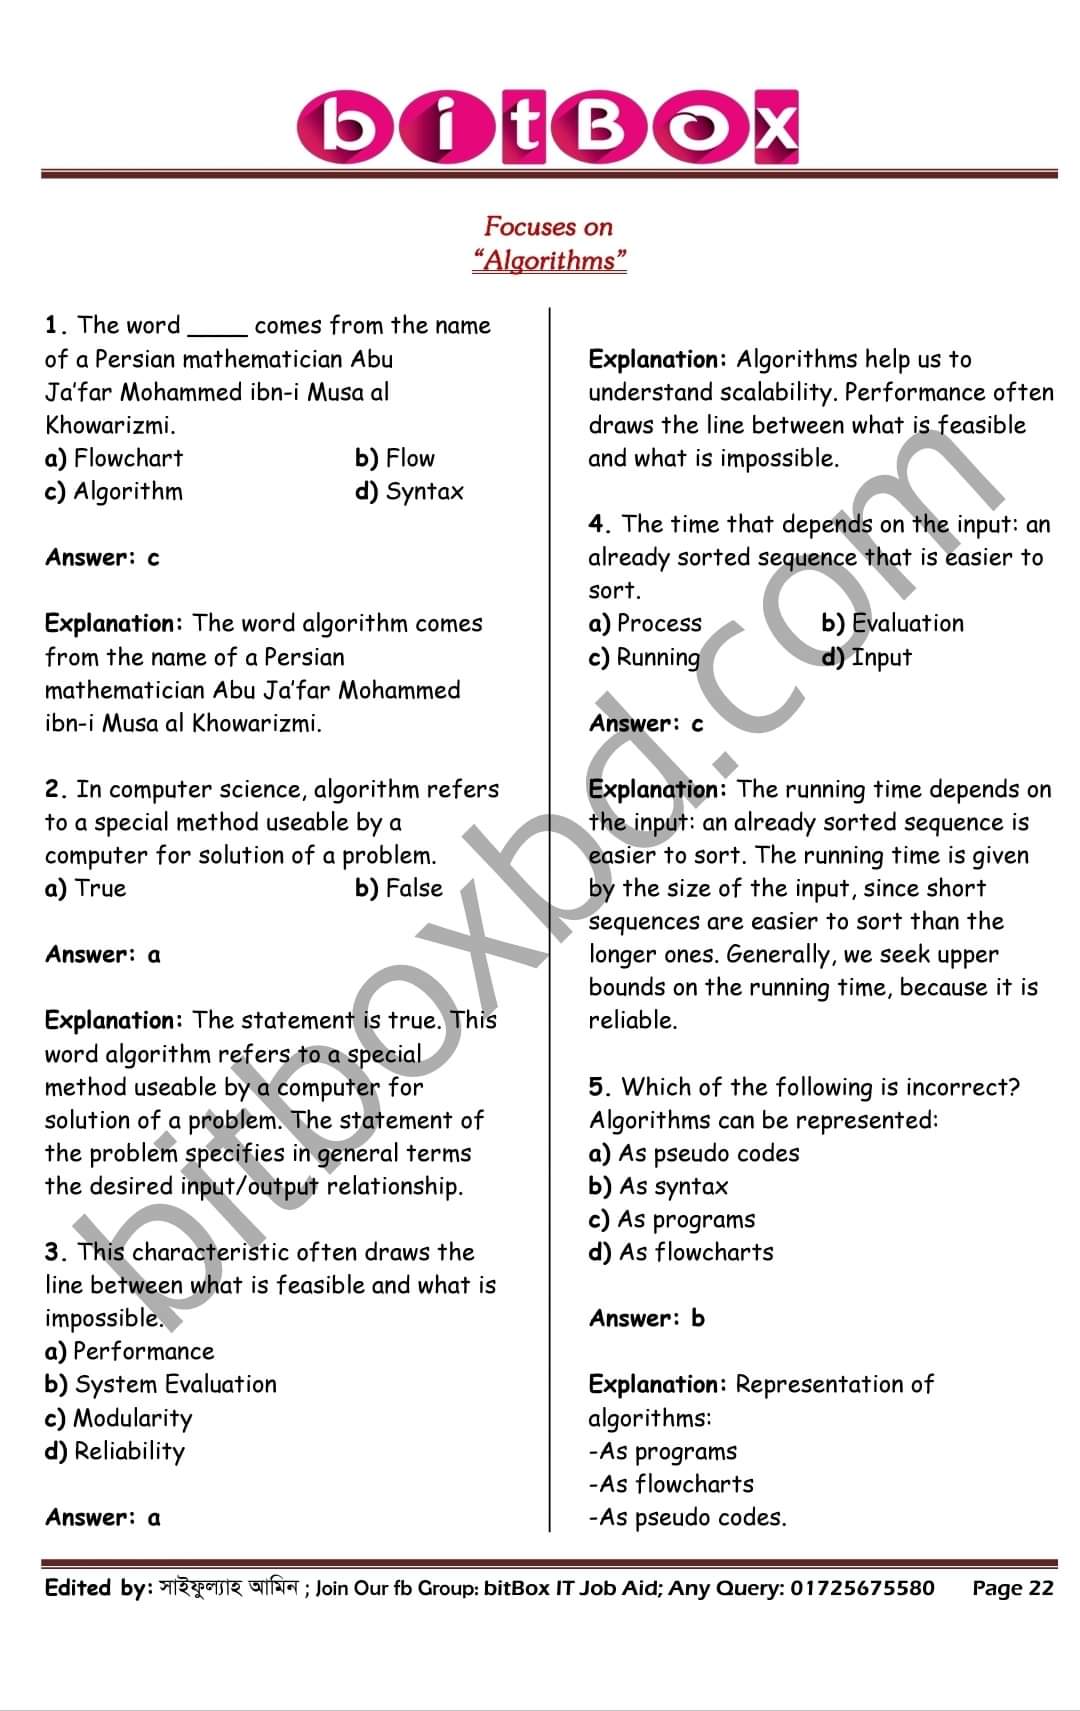 bitBox
Focuses on
“Algorithms”
1. The word _____ comes from the name
of a Persian mathematician Abu
Ja’far Mohammed ibn-i Musa al
Khowarizmi.
a) Flowchart b) Flow
c) Algorithm d) Syntax
Answer: c
Explanation: The word algorithm comes
from the name of a Persian
mathematician Abu Ja’far Mohammed
ibn-i Musa al Khowarizmi.
2. In computer science, algorithm refers
to a special method useable by a
computer for solution of a problem.
a) True b) False
Answer: a
Explanation: The statement is true. This
word algorithm refers to a special
method useable by a computer for
solution of a problem. The statement of
the problem specifies in general terms
the desired input/output relationship.
3. This characteristic often draws the
line between what is feasible and what is
impossible.
a) Performance
b) System Evaluation
c) Modularity
d) Reliability
Answer: a
Explanation: Algorithms help us to
understand scalability. Performance often
draws the line between what is feasible
and what is impossible.
4. The time that depends on the input: an
already sorted sequence that is easier to
sort.
a) Process b) Evaluation
c) Running d) Input
Answer: c
Explanation: The running time depends on
the input: an already sorted sequence is
easier to sort. The running time is given
by the size of the input, since short
sequences are easier to sort than the
longer ones. Generally, we seek upper
bounds on the running time, because it is
reliable.
5. Which of the following is incorrect?
Algorithms can be represented:
a) As pseudo codes
b) As syntax
c) As programs
d) As flowcharts
Answer: b
Explanation: Representation of
algorithms:
-As programs
-As flowcharts
-As pseudo codes.
bitboxbd.com
Edited by: সাইফুল্যাহ আমিন ; Join Our fb Group: bitBox IT Job Aid; Any Query: 01725675580 Page 22